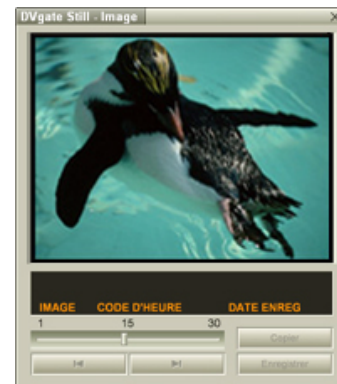 DVgate Still - Image
IMAGE CODE D'HEURE DATE ENREG
1 15 30
Copier
Enregistrer